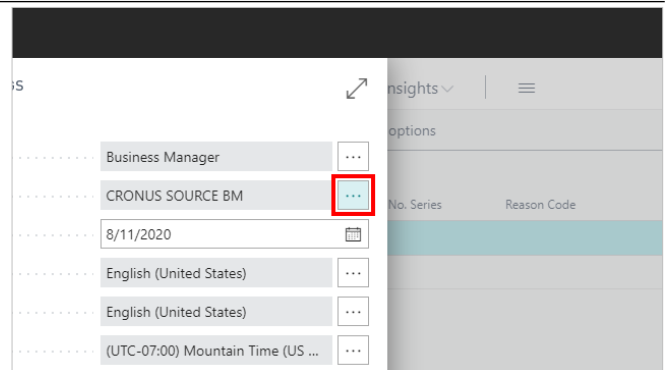 nsights
options
Business Manager
CRONUS SOURCE BM
No. Series Reason Code
8/11/2020
English (United States)
English (United States)
(UTC-07:00) Mountain Time (US ...